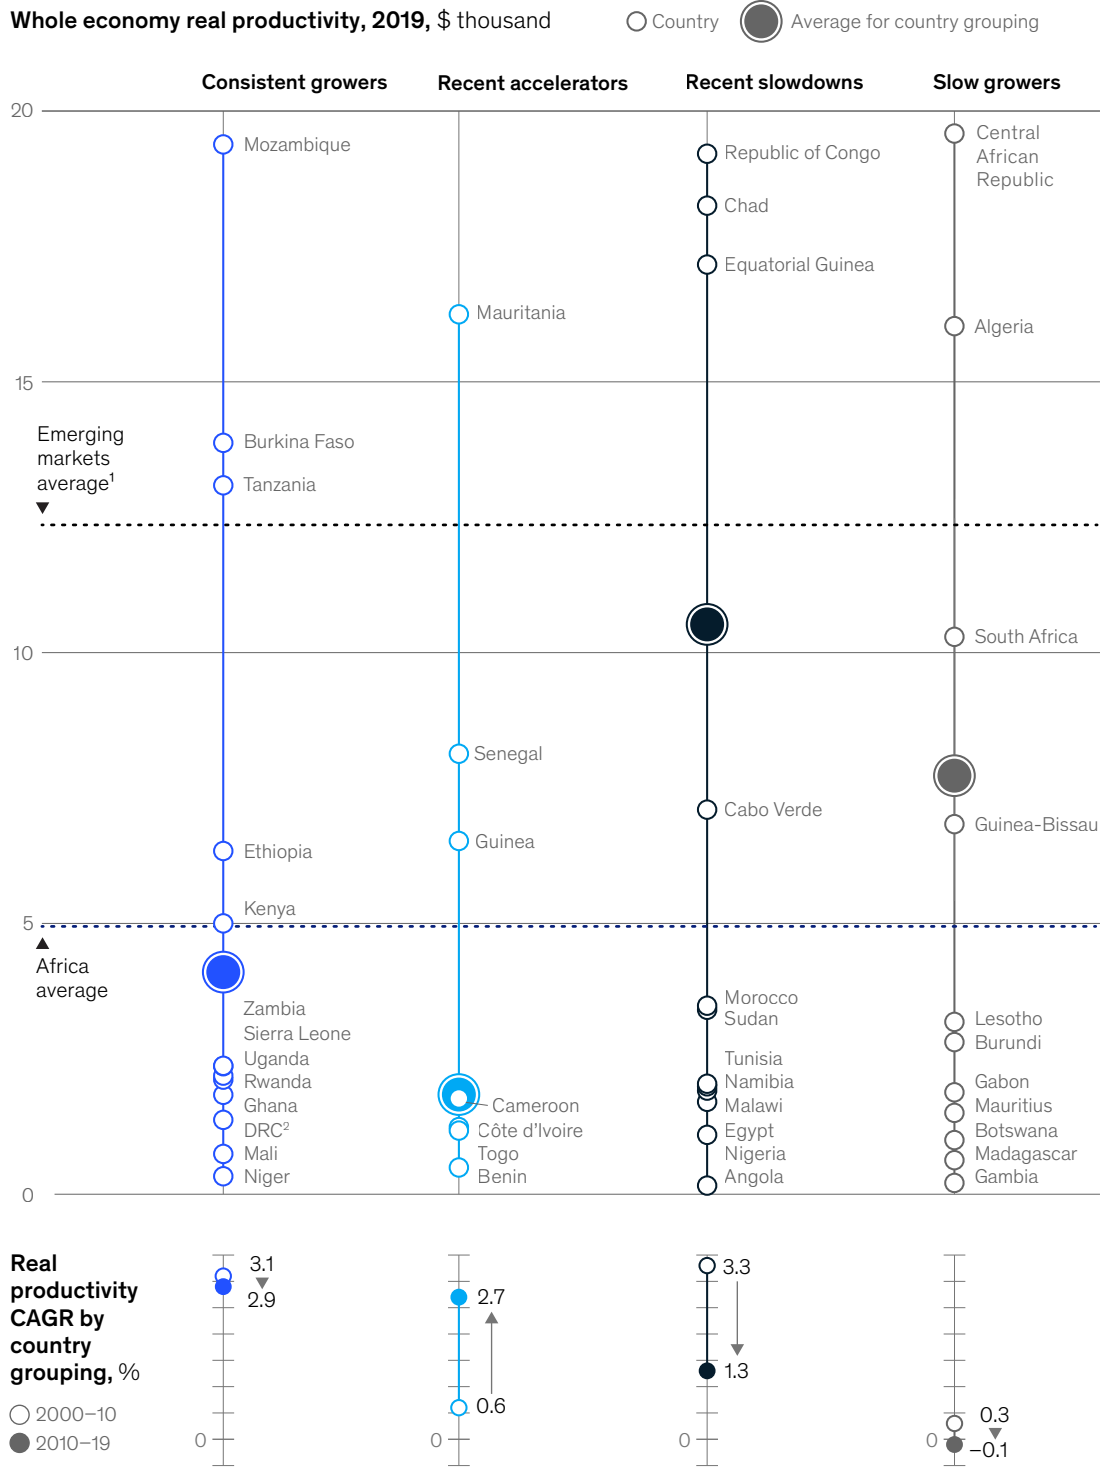 Whole economy real productivity, 2019, $ thousand
Country
Average for country grouping
Consistent growers
Recent accelerators
Recent slowdowns
Slow growers
20
15
10
5
0
Emerging
markets
average¹
Africa
average
Mozambique
Burkina Faso
Tanzania
Ethiopia
Kenya
Zambia
Sierra Leone
Uganda
Rwanda
Ghana
DRC²
Mali
Niger
Mauritania
Senegal
Guinea
Cameroon
Côte d'Ivoire
Togo
Benin
Republic of Congo
Chad
Equatorial Guinea
Cabo Verde
Morocco
Sudan
Tunisia
Namibia
Malawi
Egypt
Nigeria
Angola
Central
African
Republic
Algeria
South Africa
Guinea-Bissau
Lesotho
Burundi
Gabon
Mauritius
Botswana
Madagascar
Gambia
Real
productivity
CAGR by
country
grouping, %
2000–10
2010–19
0
3.1
2.9
0
2.7
0.6
0
3.3
1.3
0
0.3
−0.1